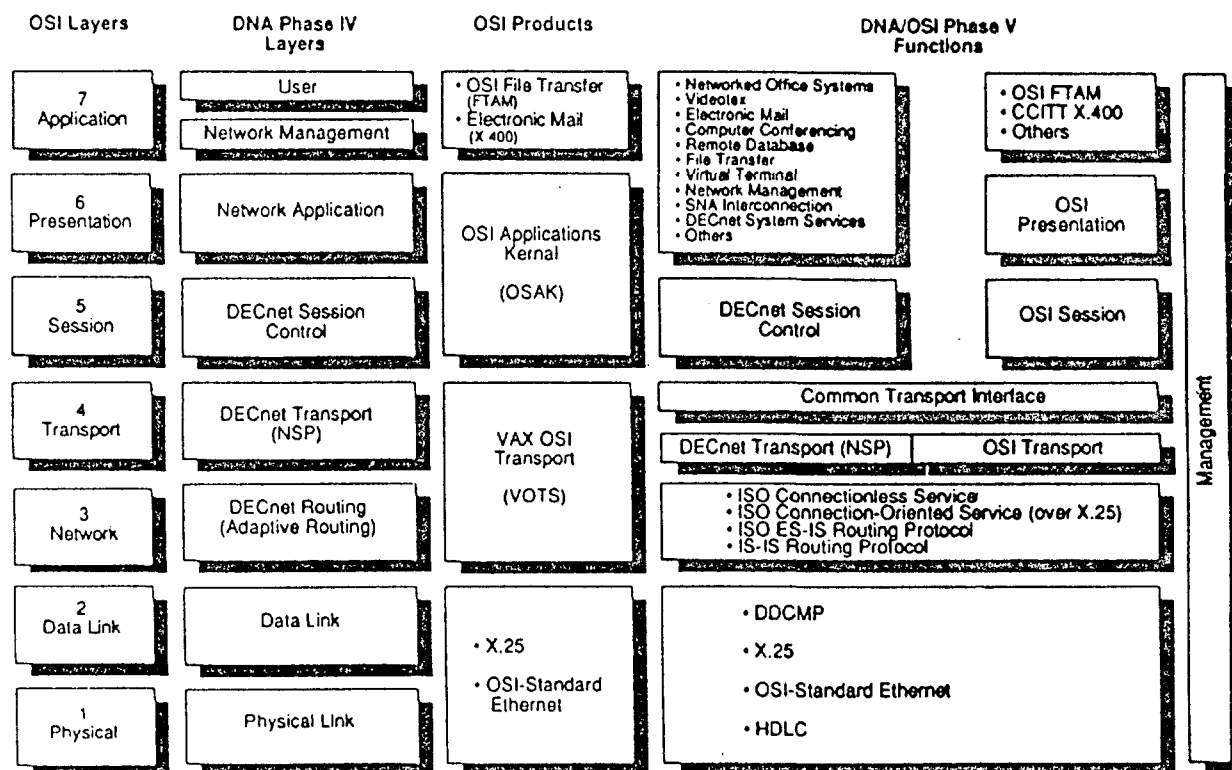 OSI Layers
DNA Phase IV
Layers
OSI Products
DNA/OSI Phase V
Functions
7
Application
User
Network Management
• OSI File Transfer
(FTAM)
• Electronic Mail
(X.400)
• Networked Office Systems
• Videotex
• Electronic Mail
• Computer Conferencing
• Remote Database
• File Transfer
• Virtual Terminal
• Network Management
• SNA Interconnection
• DECnet System Services
• Others
• OSI FTAM
• CCITT X.400
• Others
6
Presentation
Network Application
OSI Applications
Kernal
(OSAK)
OSI
Presentation
5
Session
DECnet Session
Control
DECnet Session
Control
OSI Session
4
Transport
DECnet Transport
(NSP)
VAX OSI
Transport
(VOTS)
Common Transport Interface
DECnet Transport (NSP)
OSI Transport
3
Network
DECnet Routing
(Adaptive Routing)
• ISO Connectionless Service
• ISO Connection-Oriented Service (over X.25)
• ISO ES-IS Routing Protocol
• IS-IS Routing Protocol
2
Data Link
Data Link
• X.25
• OSI-Standard
Ethernet
• DDCMP
• X.25
• OSI-Standard Ethernet
• HDLC
1
Physical
Physical Link
Management